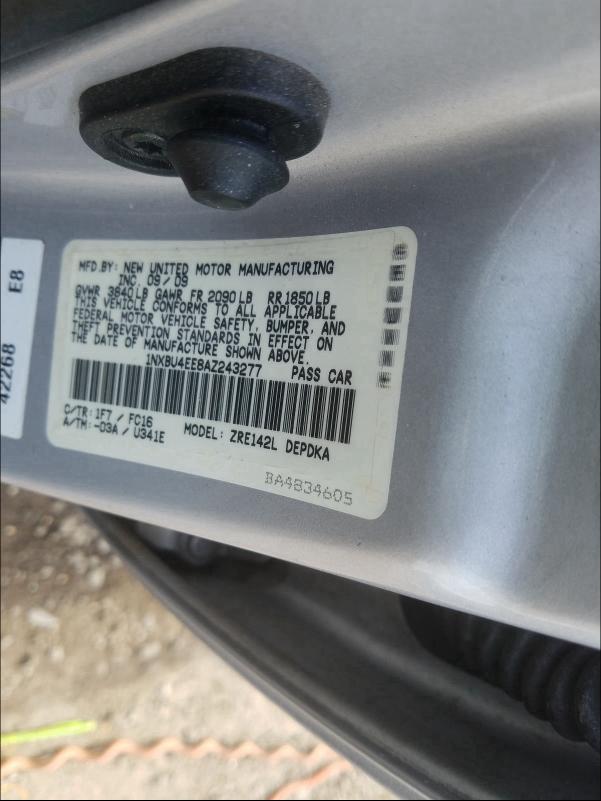 MFD.BY: NEW UNITED MOTOR MANUFACTURING
INC. 09/09
GVWR 3840LB GAWR FR 2090LB RR1850LB
THIS VEHICLE CONFORMS TO ALL APPLICABLE
FEDERAL MOTOR VEHICLE SAFETY, BUMPER, AND
THEFT PREVENTION STANDARDS IN EFFECT ON
THE DATE OF MANUFACTURE SHOWN ABOVE.
1NXBU4EE8AZ243277 PASS CAR
C/TR: 1F7 / FC16
A/TM: -03A / U341E MODEL: ZRE142L DEPDKA
BA4834605
42268 E8